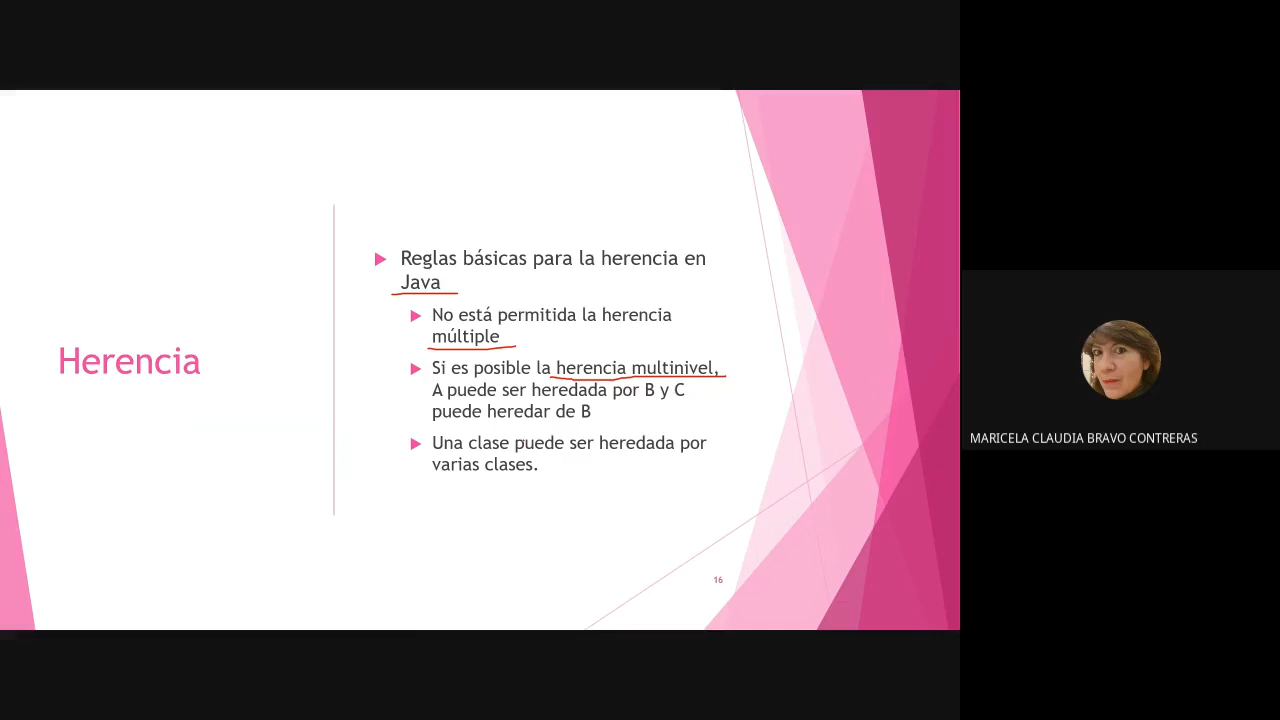 Herencia
Reglas básicas para la herencia en
Java
No está permitida la herencia
múltiple
Si es posible la herencia multinivel,
A puede ser heredada por B y C
puede heredar de B
Una clase puede ser heredada por
varias clases.
16
MARICELA CLAUDIA BRAVO CONTRERAS